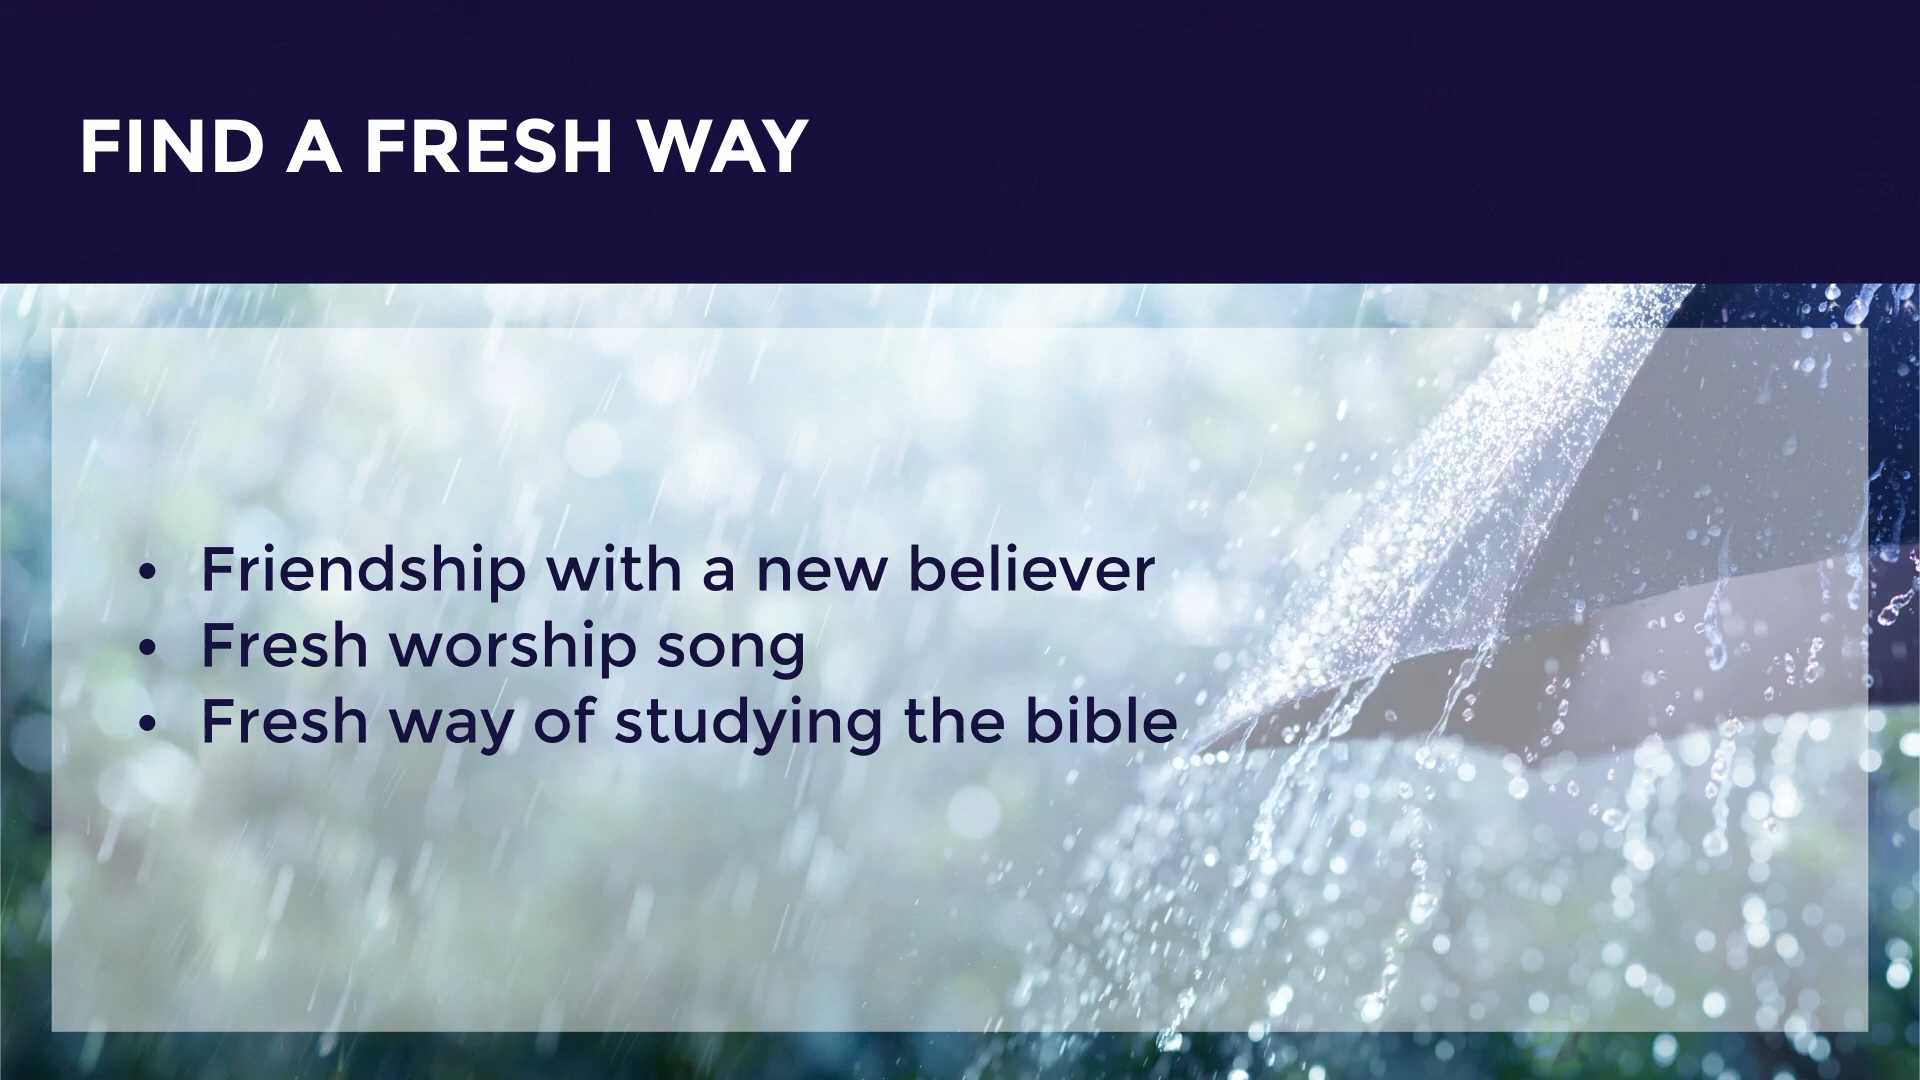 FIND A FRESH WAY
• Friendship with a new believer
• Fresh worship song
• Fresh way of studying the bible